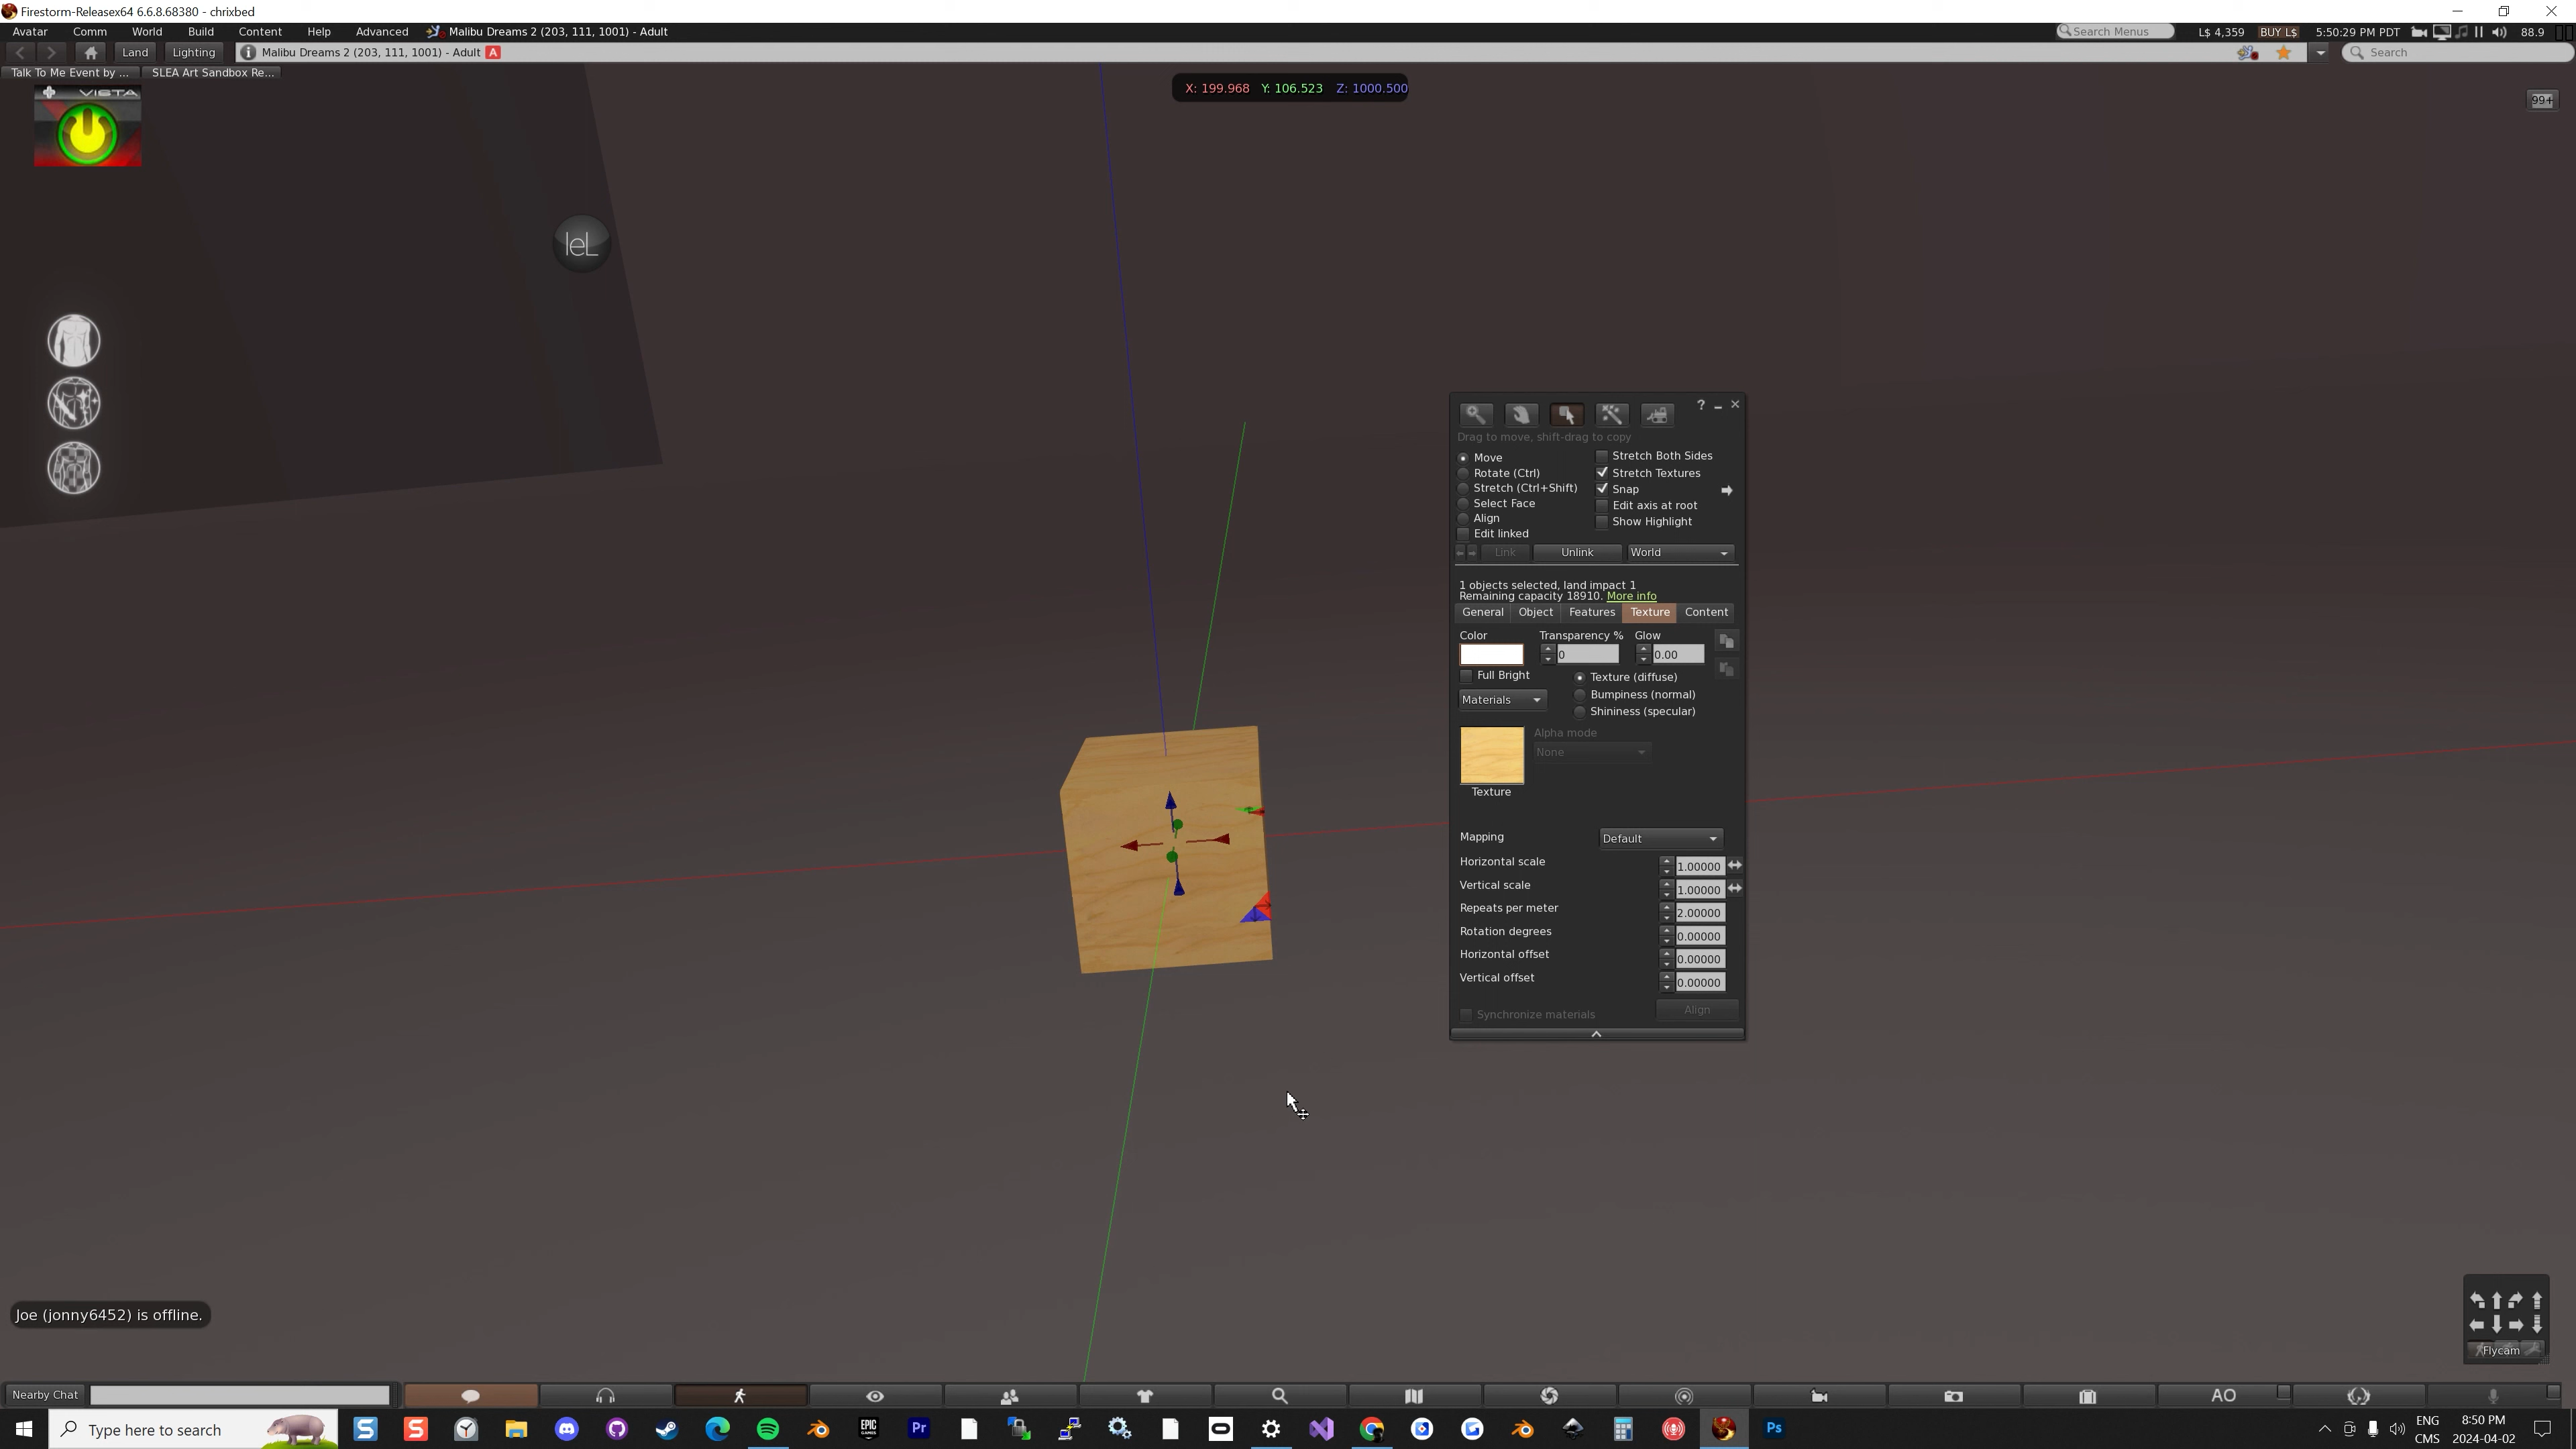 Firestorm-Releasex64 6.6.8.68380 - chrixbed
Avatar Comm World Build Content Help Advanced Malibu Dreams 2 (203, 111, 1001) - Adult Search Menus L$ 4,359 BUY L$ 5:50:29 PM PDT 88.9
Land Lighting Malibu Dreams 2 (203, 111, 1001) - Adult A Search
Talk To Me Event by ... SLEA Art Sandbox Re...
VISTA
X: 199.968 Y: 106.523 Z: 1000.500
99+
leL
Drag to move, shift-drag to copy
Move Stretch Both Sides
Rotate (Ctrl) Stretch Textures
Stretch (Ctrl+Shift) Snap
Select Face Edit axis at root
Align Show Highlight
Edit linked
Link Unlink World
1 objects selected, land impact 1
Remaining capacity 18910. More info
General Object Features Texture Content
Color Transparency % Glow
0 0.00
Full Bright Texture (diffuse)
Materials Bumpiness (normal)
Shininess (specular)
Alpha mode
None
Texture
Mapping Default
Horizontal scale 1.00000
Vertical scale 1.00000
Repeats per meter 2.00000
Rotation degrees 0.00000
Horizontal offset 0.00000
Vertical offset 0.00000
Synchronize materials Align
Joe (jonny6452) is offline.
Flycam
Nearby Chat AO
Type here to search
EPIC GAMES
Pr
Ps
ENG 8:50 PM
CMS 2024-04-02